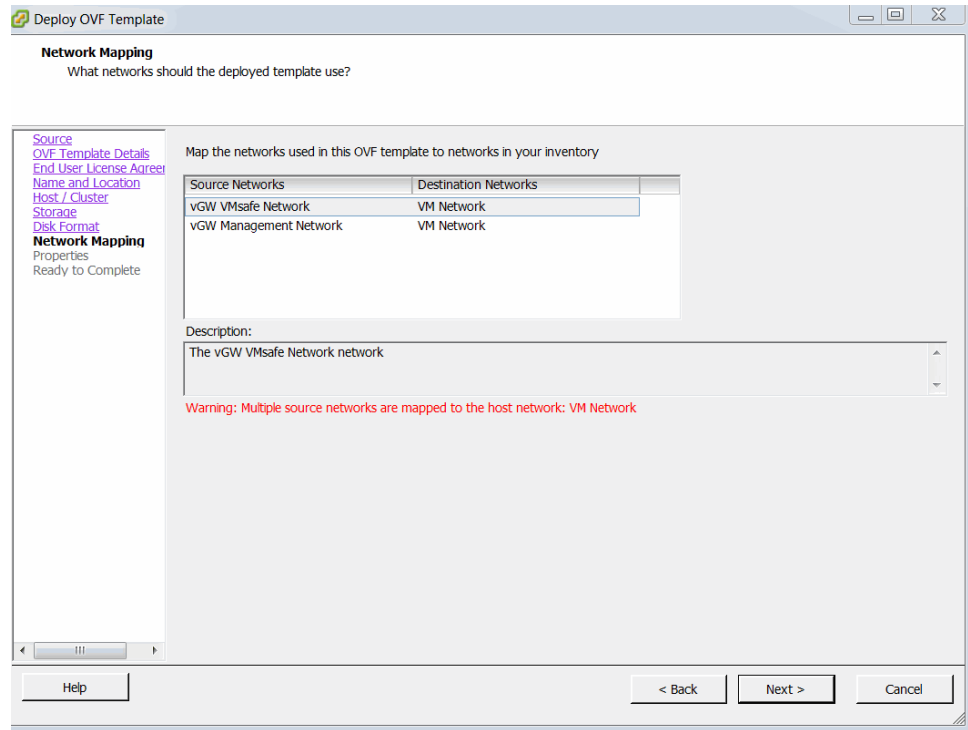 Deploy OVF Template
Network Mapping
What networks should the deployed template use?
Source
OVF Template Details
End User License Agreer
Name and Location
Host / Cluster
Storage
Disk Format
Network Mapping
Properties
Ready to Complete
Map the networks used in this OVF template to networks in your inventory
Source Networks Destination Networks
vGW VMsafe Network VM Network
vGW Management Network VM Network
Description:
The vGW VMsafe Network network
Warning: Multiple source networks are mapped to the host network: VM Network
Help < Back Next > Cancel